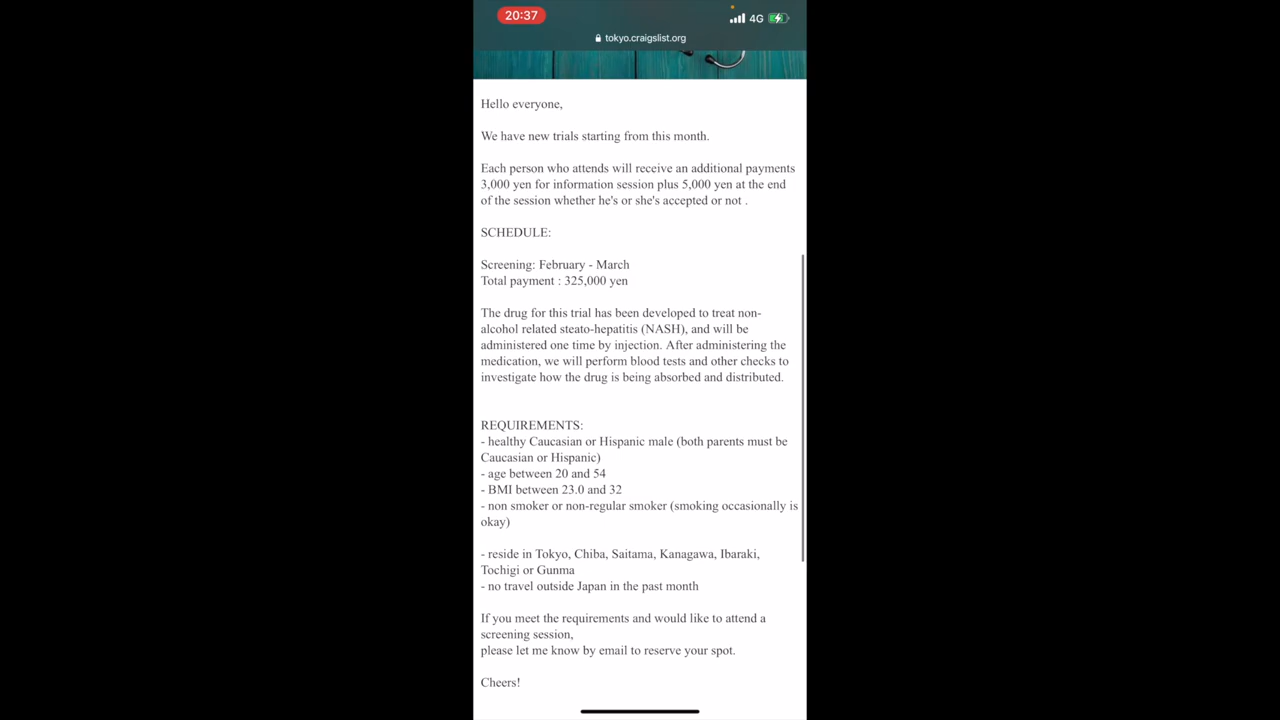 20:37
4G
tokyo.craigslist.org
Hello everyone,
We have new trials starting from this month.
Each person who attends will receive an additional payments
3,000 yen for information session plus 5,000 yen at the end
of the session whether he's or she's accepted or not .
SCHEDULE:
Screening: February - March
Total payment : 325,000 yen
The drug for this trial has been developed to treat non-
alcohol related steato-hepatitis (NASH), and will be
administered one time by injection. After administering the
medication, we will perform blood tests and other checks to
investigate how the drug is being absorbed and distributed.
REQUIREMENTS:
- healthy Caucasian or Hispanic male (both parents must be
Caucasian or Hispanic)
- age between 20 and 54
- BMI between 23.0 and 32
- non smoker or non-regular smoker (smoking occasionally is
okay)
- reside in Tokyo, Chiba, Saitama, Kanagawa, Ibaraki,
Tochigi or Gunma
- no travel outside Japan in the past month
If you meet the requirements and would like to attend a
screening session,
please let me know by email to reserve your spot.
Cheers!